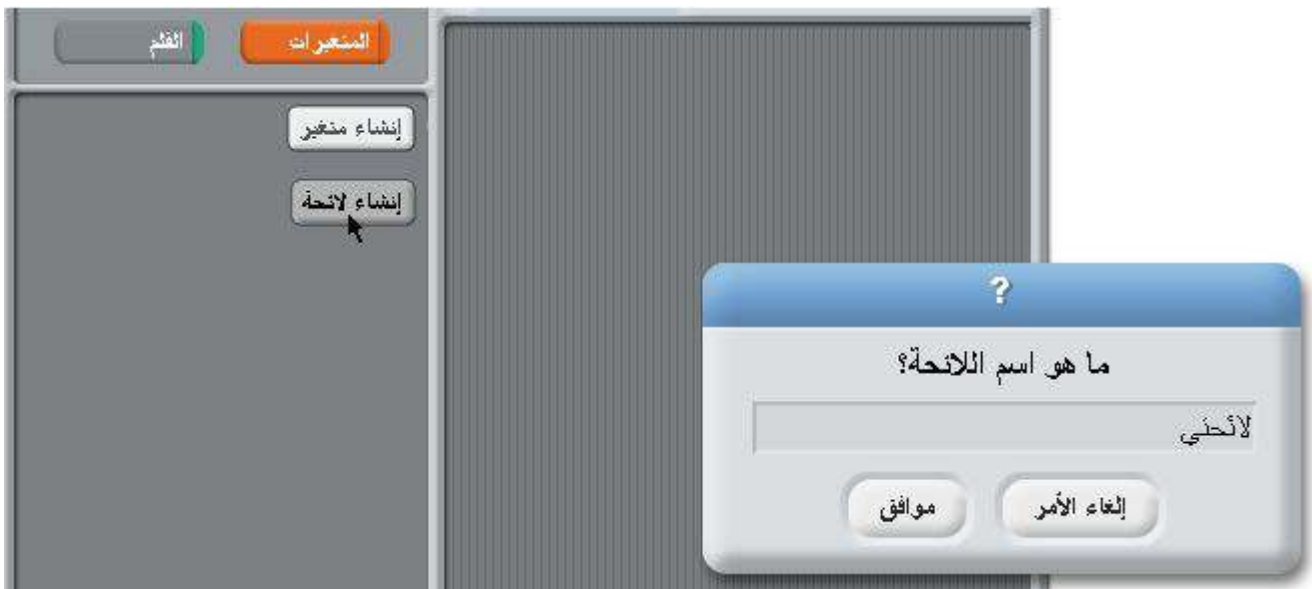 المتغيرات
القلم
إنشاء متغير
إنشاء لائحة
?
ما هو اسم اللائحة؟
لائحتي
إلغاء الأمر
موافق